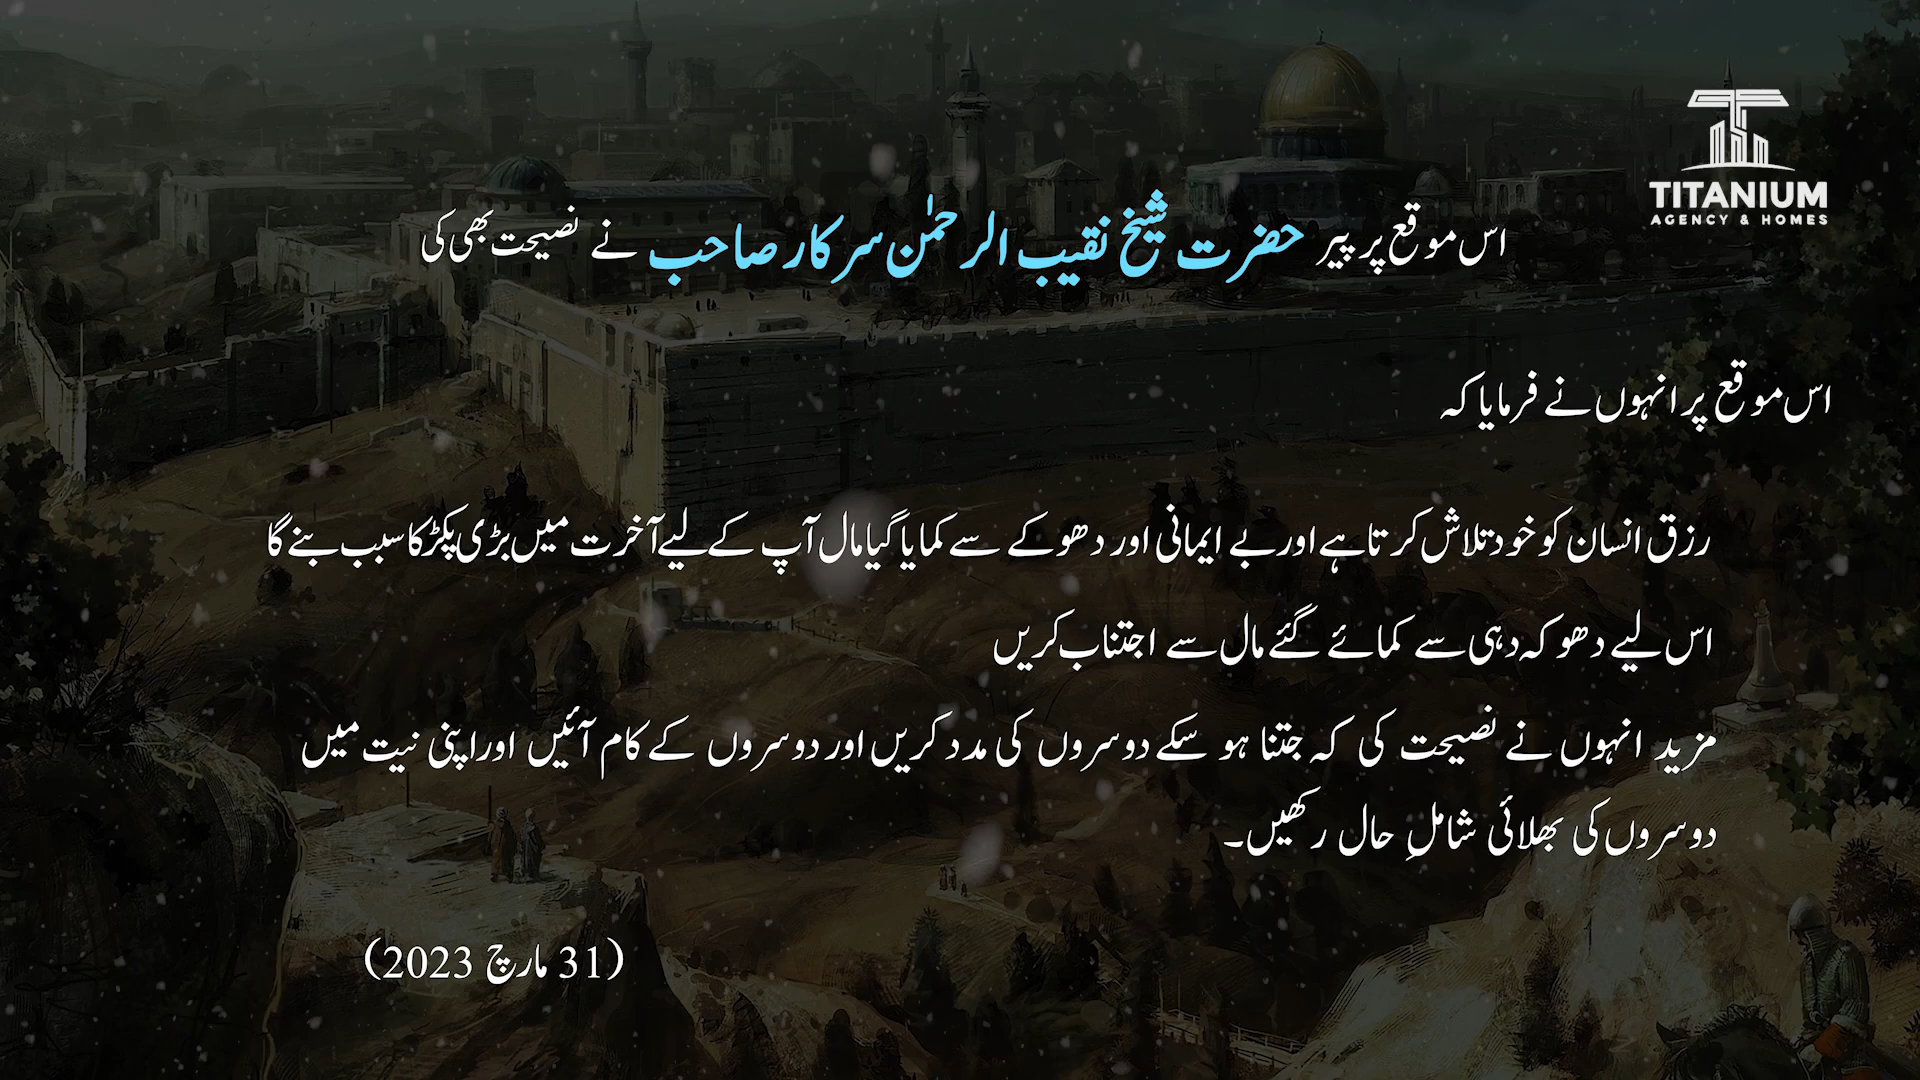 TITANIUM
AGENCY & HOMES
اس موقع پر پیر حضرت شیخ نقیب الرحمٰن سرکار صاحب نے نصیحت بھی کی
اس موقع پر انہوں نے فرمایا کہ
رزق انسان کو خود تلاش کرتا ہے اور بے ایمانی اور دھوکے سے کمایا گیا مال آپ کے لیے آخرت میں بڑی پکڑ کا سبب بنے گا
اس لیے دھوکہ دہی سے کمائے گئے مال سے اجتناب کریں
مزید انہوں نے نصیحت کی کہ جتنا ہو سکے دوسروں کی مدد کریں اور دوسروں کے کام آئیں اور اپنی نیت میں
دوسروں کی بھلائی شاملِ حال رکھیں۔
(31 مارچ 2023)